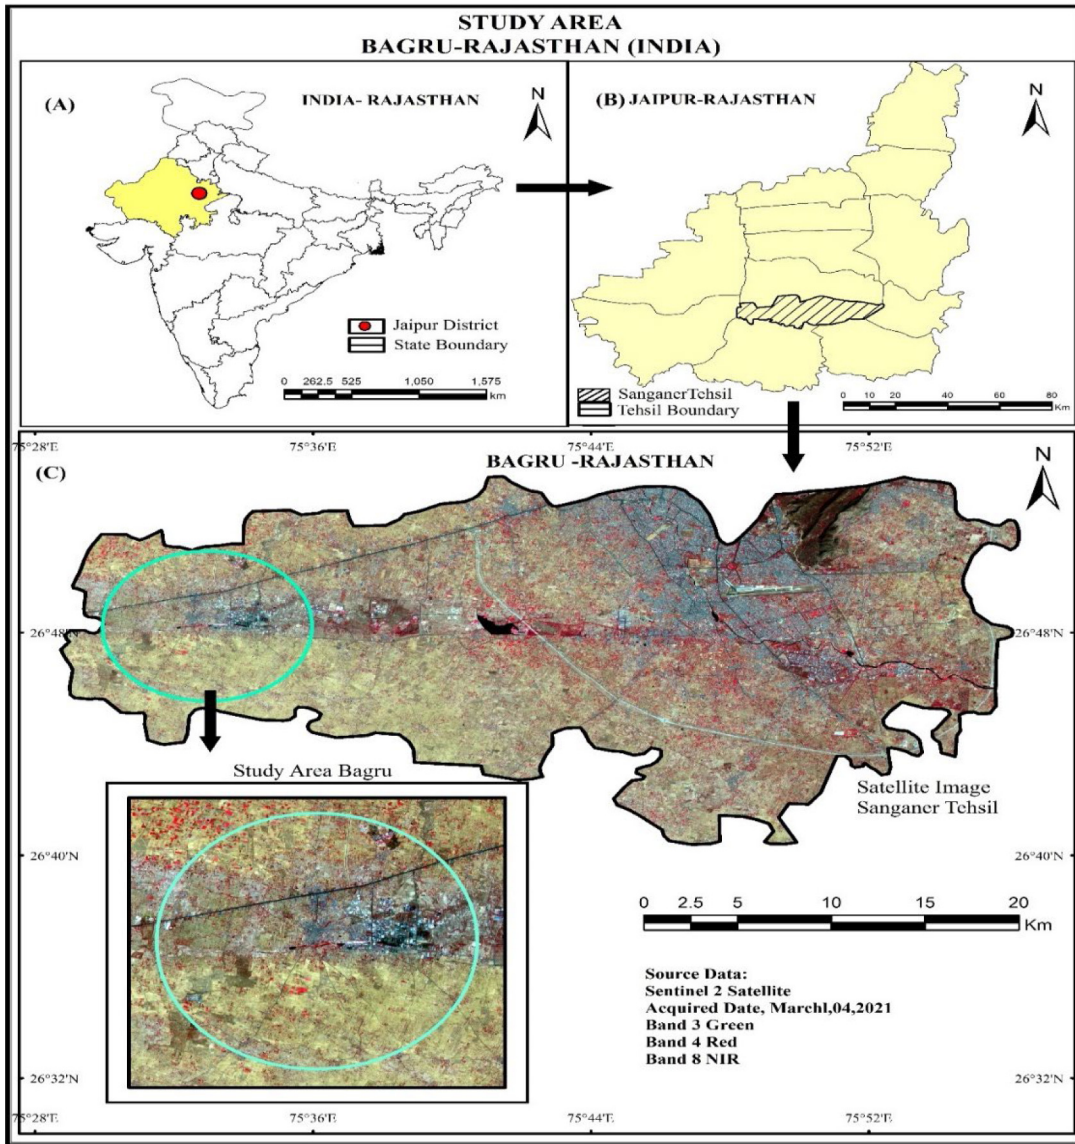 STUDY AREA
BAGRU-RAJASTHAN (INDIA)
(A)
INDIA- RAJASTHAN
N
Jaipur District
State Boundary
0 262.5 525 1,050 1,575
Km
(B) JAIPUR-RAJASTHAN
N
SanganerTehsil
Tehsil Boundary
0 10 20 40 60 80
Km
75°28'E 75°36'E 75°44'E 75°52'E
(C)
BAGRU -RAJASTHAN
N
26°48'N 26°48'N
Study Area Bagru
Satellite Image
Sanganer Tehsil
26°40'N 26°40'N
0 2.5 5 10 15 20
Km
Source Data:
Sentinel 2 Satellite
Acquired Date, Marchl,04,2021
Band 3 Green
Band 4 Red
Band 8 NIR
26°32'N 26°32'N
75°28'E 75°36'E 75°44'E 75°52'E